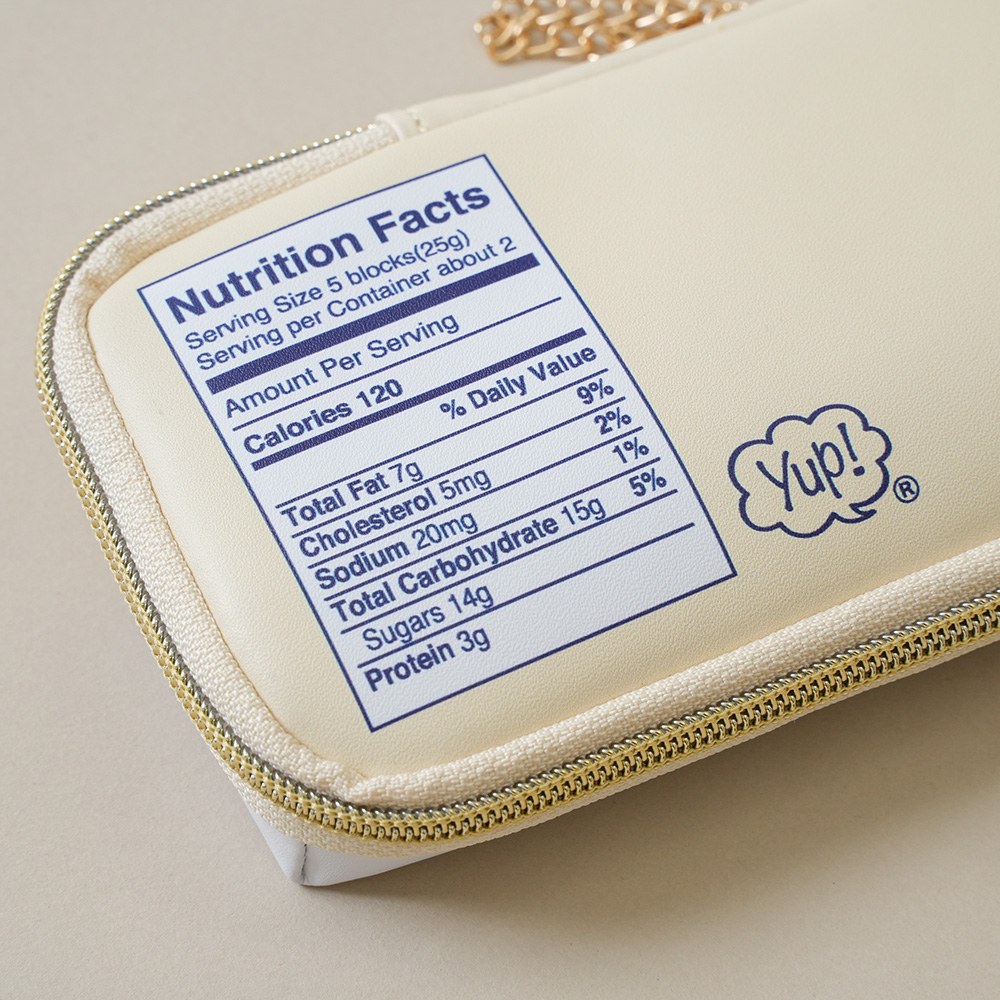 Nutrition Facts
Serving Size 5 blocks(25g)
Serving per Container about 2
Amount Per Serving
Calories 120
% Daily Value
Total Fat 7g 9%
Cholesterol 5mg 2%
Sodium 20mg 1%
Total Carbohydrate 15g 5%
Sugars 14g
Protein 3g
Yup! ®